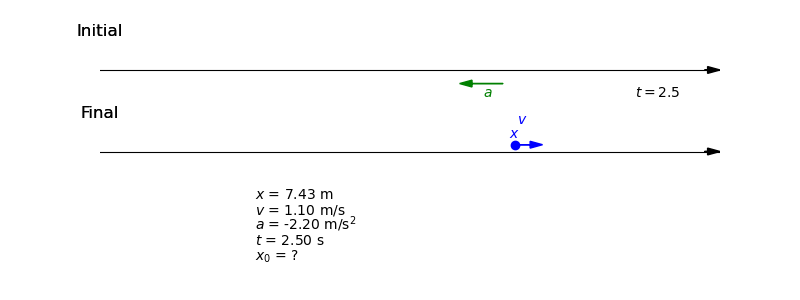 Initial
a
t = 2.5
Final
v
x
x = 7.43 m
v = 1.10 m/s
a = -2.20 m/s²
t = 2.50 s
x₀ = ?